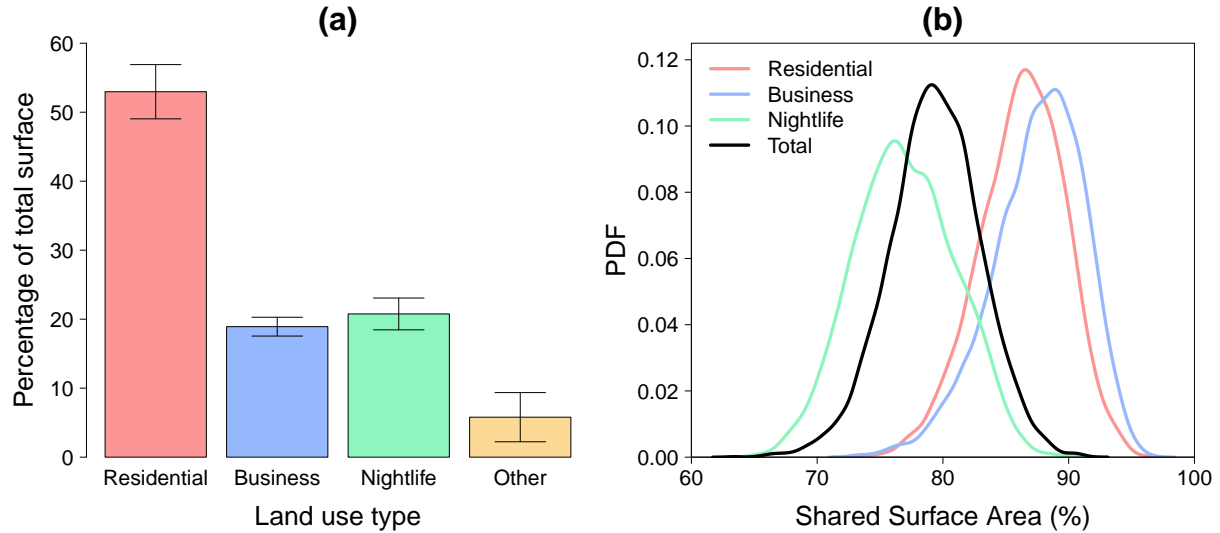 (a)
Percentage of total surface
60
50
40
30
20
10
0
Residential
Business
Nightlife
Other
Land use type
(b)
PDF
0.12
0.10
0.08
0.06
0.04
0.02
0.00
Residential
Business
Nightlife
Total
60
70
80
90
100
Shared Surface Area (%)